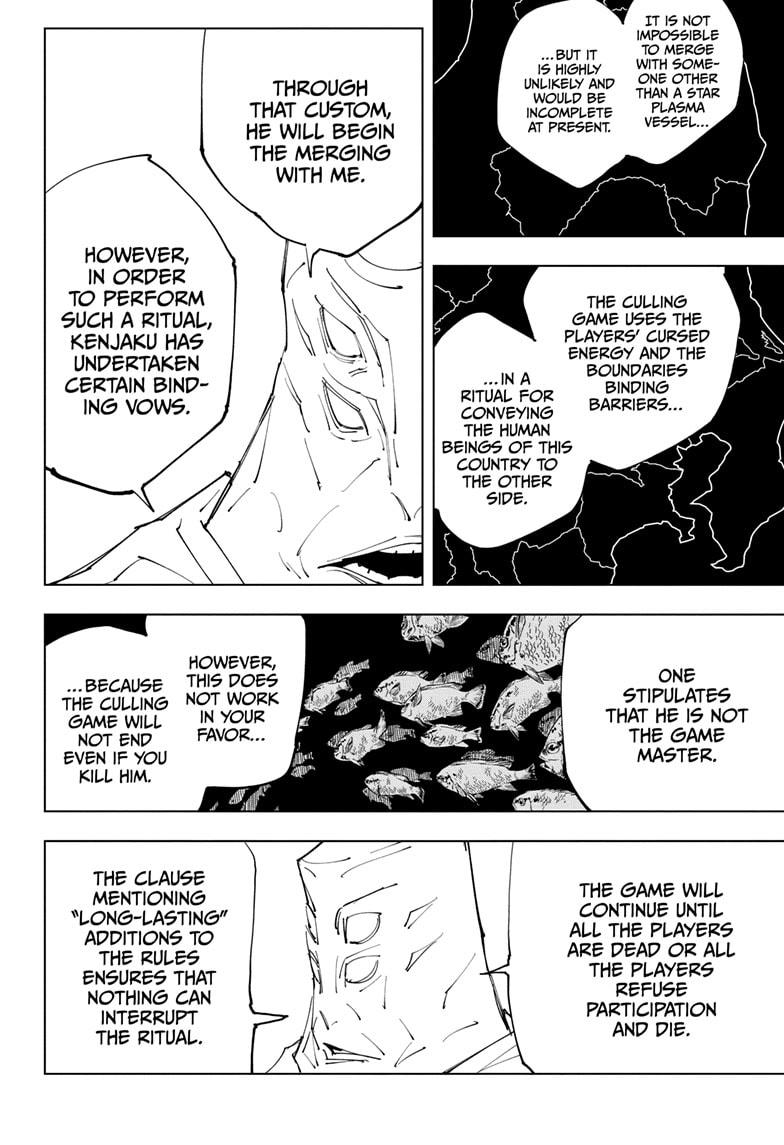 IT IS NOT
IMPOSSIBLE
TO MERGE
WITH SOME-
ONE OTHER
THAN A STAR
PLASMA
VESSEL...
...BUT IT
IS HIGHLY
UNLIKELY AND
WOULD BE
INCOMPLETE
AT PRESENT.
THE CULLING
GAME USES THE
PLAYERS' CURSED
ENERGY AND THE
BOUNDARIES
BINDING
BARRIERS...
...IN A
RITUAL FOR
CONVEYING
THE HUMAN
BEINGS OF THIS
COUNTRY TO
THE OTHER
SIDE.
THROUGH
THAT CUSTOM,
HE WILL BEGIN
THE MERGING
WITH ME.
HOWEVER,
IN ORDER
TO PERFORM
SUCH A RITUAL,
KENJAKU HAS
UNDERTAKEN
CERTAIN BIND-
ING VOWS.
ONE
STIPULATES
THAT HE IS NOT
THE GAME
MASTER.
HOWEVER,
THIS DOES
NOT WORK
IN YOUR
FAVOR...
...BECAUSE
THE CULLING
GAME WILL
NOT END
EVEN IF YOU
KILL HIM.
THE GAME WILL
CONTINUE UNTIL
ALL THE PLAYERS
ARE DEAD OR ALL
THE PLAYERS
REFUSE
PARTICIPATION
AND DIE.
THE CLAUSE
MENTIONING
"LONG-LASTING"
ADDITIONS TO
THE RULES
ENSURES THAT
NOTHING CAN
INTERRUPT
THE RITUAL.